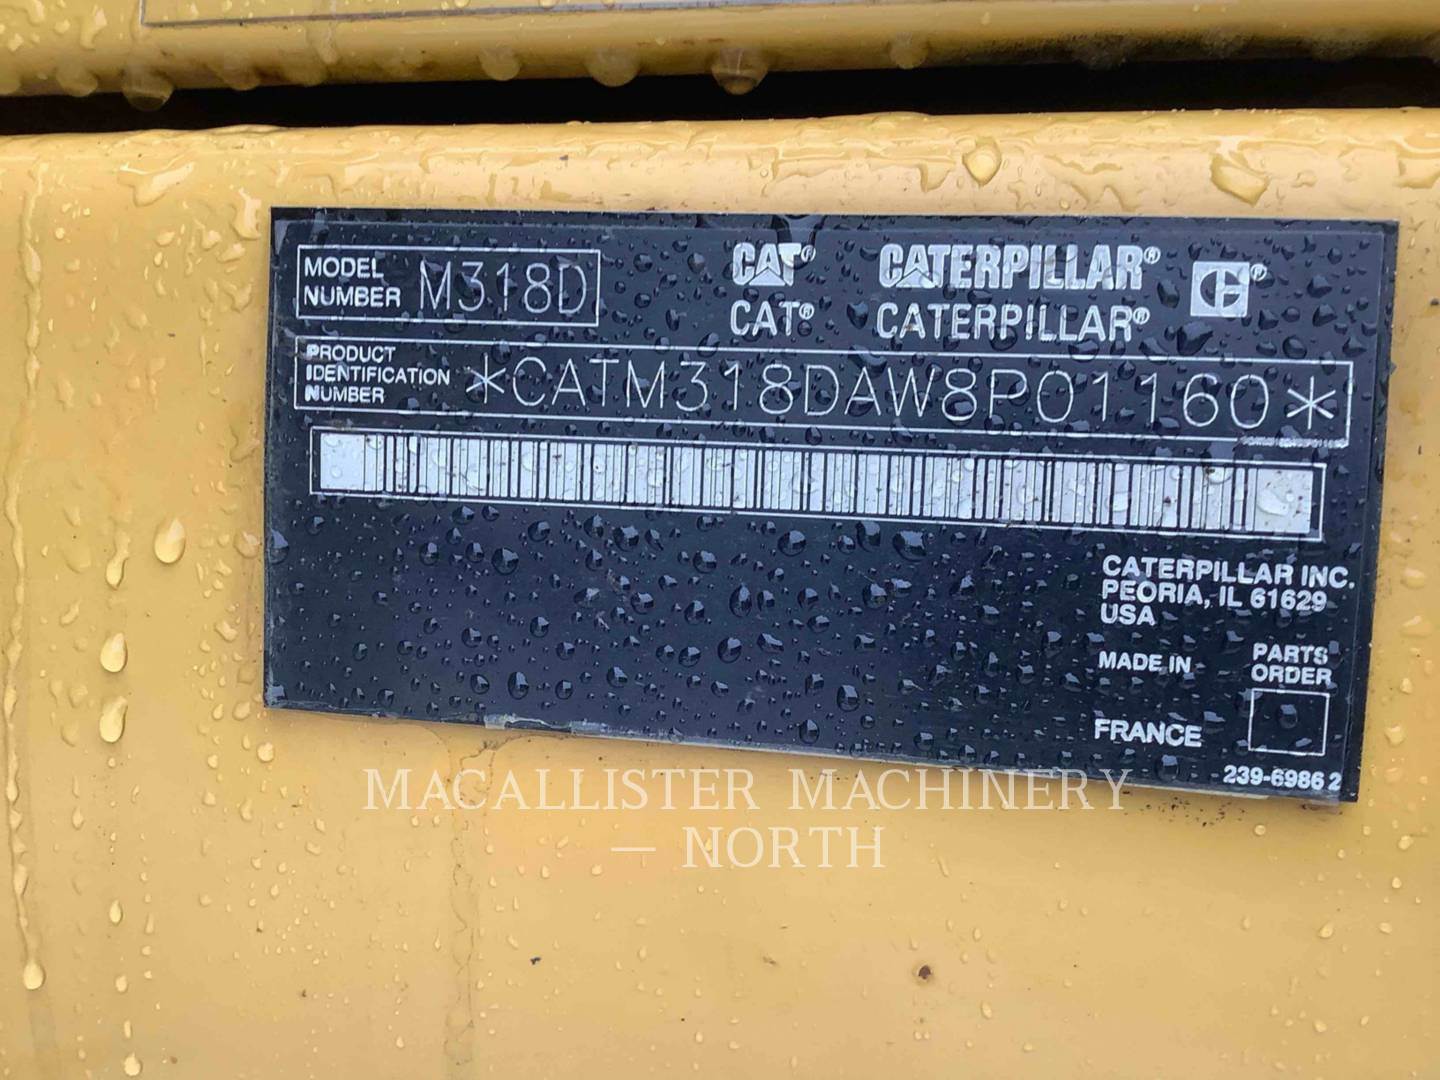 MODEL NUMBER M318D
CAT® CATERPILLAR® ®
CAT® CATERPILLAR®
PRODUCT
IDENTIFICATION
NUMBER
*CATM318DAW8P01160*
CATERPILLAR INC.
PEORIA, IL 61629
USA
MADE IN
PARTS
ORDER
FRANCE
239-6986 2
MACALLISTER MACHINERY
— NORTH